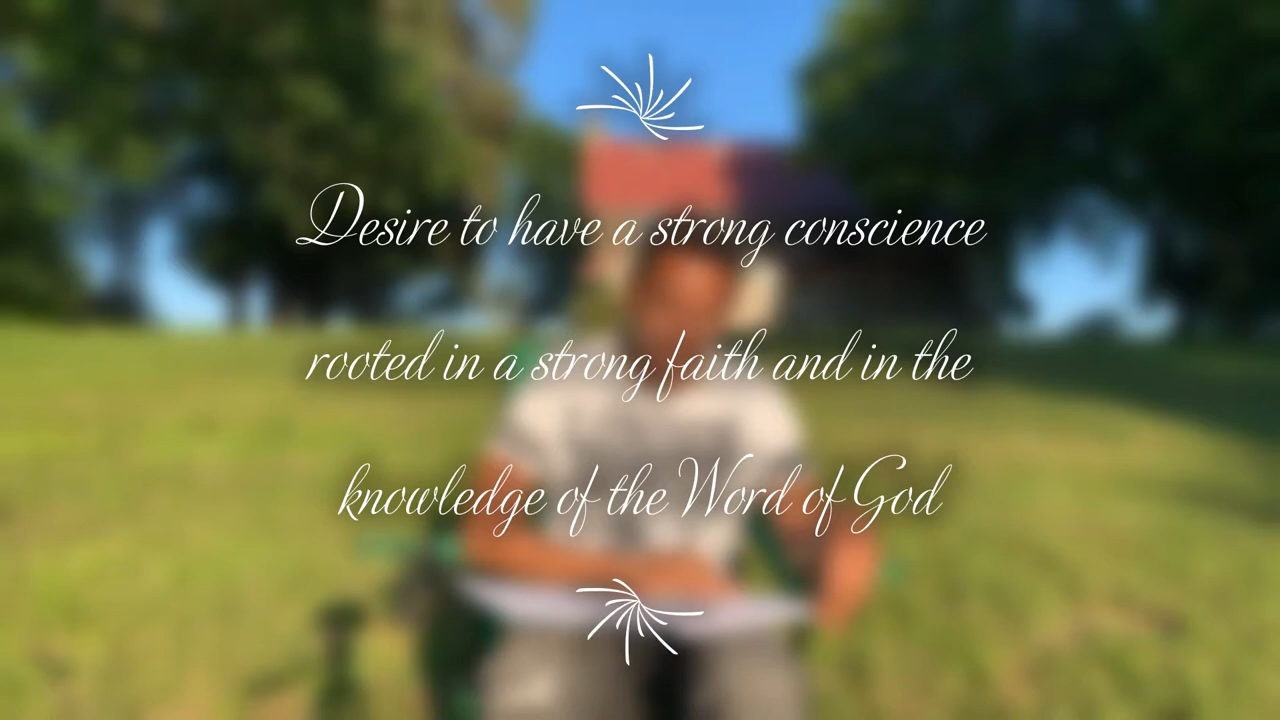 Desire to have a strong conscience
rooted in a strong faith and in the
knowledge of the Word of God